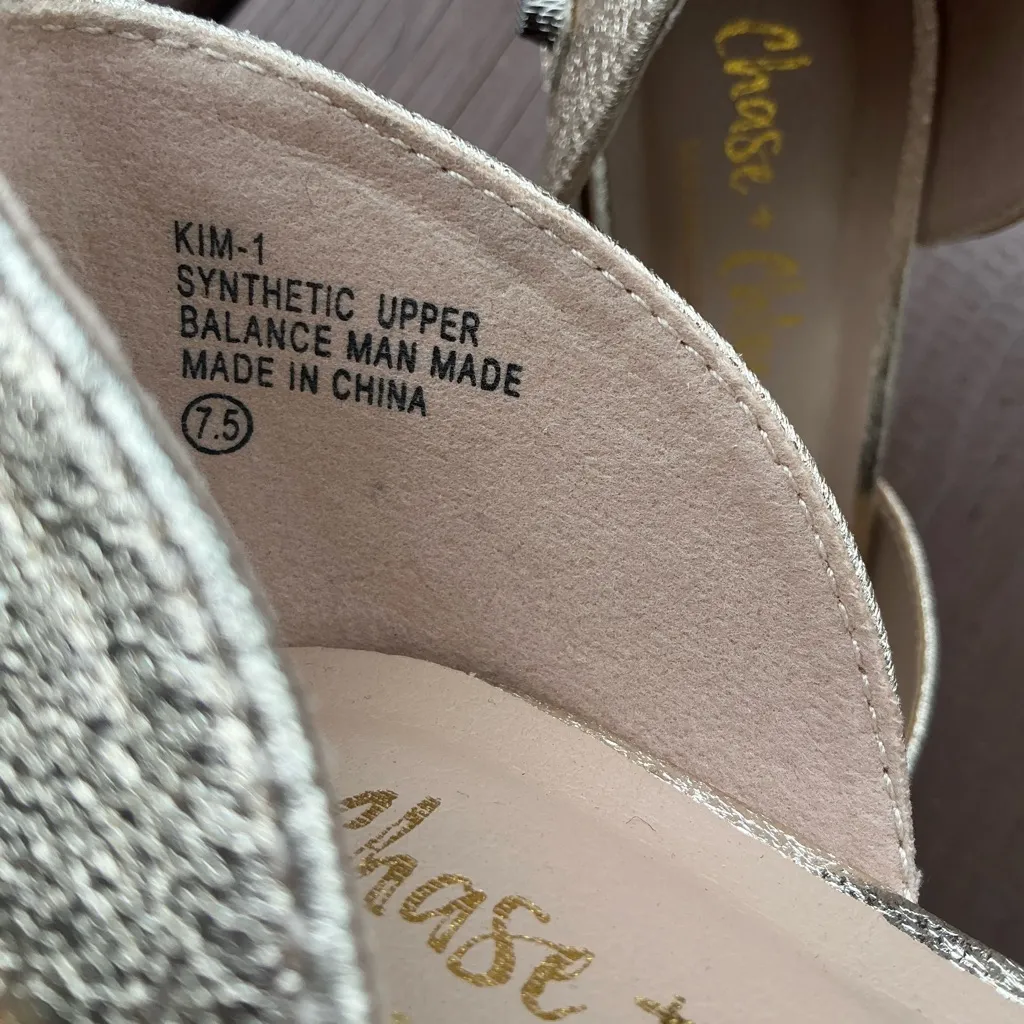 KIM-1
SYNTHETIC UPPER
BALANCE MAN MADE
MADE IN CHINA
7.5
Chase +
Chase +